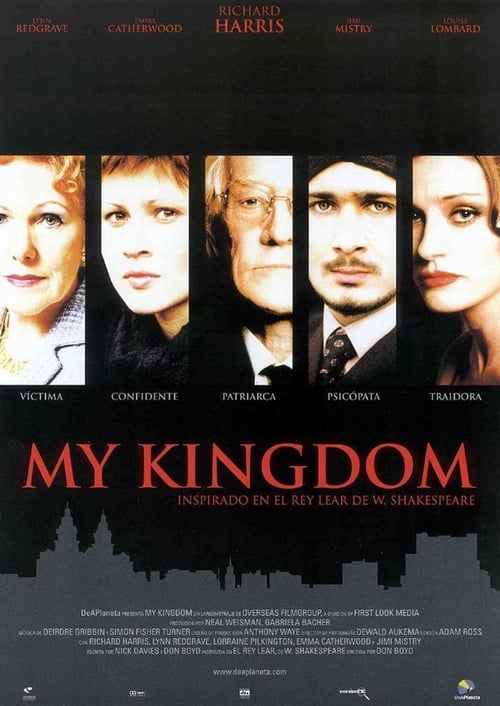 LYNN REDGRAVE
EMMA CATHERWOOD
RICHARD HARRIS
JIMI MISTRY
LOUISE LOMBARD
VÍCTIMA CONFIDENTE PATRIARCA PSICÓPATA TRAIDORA
MY KINGDOM
INSPIRADO EN EL REY LEAR DE W. SHAKESPEARE
DeAPlaneta PRESENTA MY KINGDOM UN LARGOMETRAJE DE OVERSEAS FILMGROUP, A DIVISION OF FIRST LOOK MEDIA
PRODUCIDA POR NEAL WEISMAN, GABRIELA BACHER
MÚSICA DE DEIRDRE GRIBBIN Y SIMON FISHER TURNER DISEÑO DE PRODUCCIÓN ANTHONY WAYE DIRECTOR DE FOTOGRAFÍA DEWALD AUKEMA EDICIÓN ADAM ROSS
CON RICHARD HARRIS, LYNN REDGRAVE, LORRAINE PILKINGTON, EMMA CATHERWOOD Y JIMI MISTRY
ESCRITA POR NICK DAVIES Y DON BOYD INSPIRADA EN EL REY LEAR, DE W. SHAKESPEARE DIRIGIDA POR DON BOYD
www.deaplaneta.com
DeAPlaneta